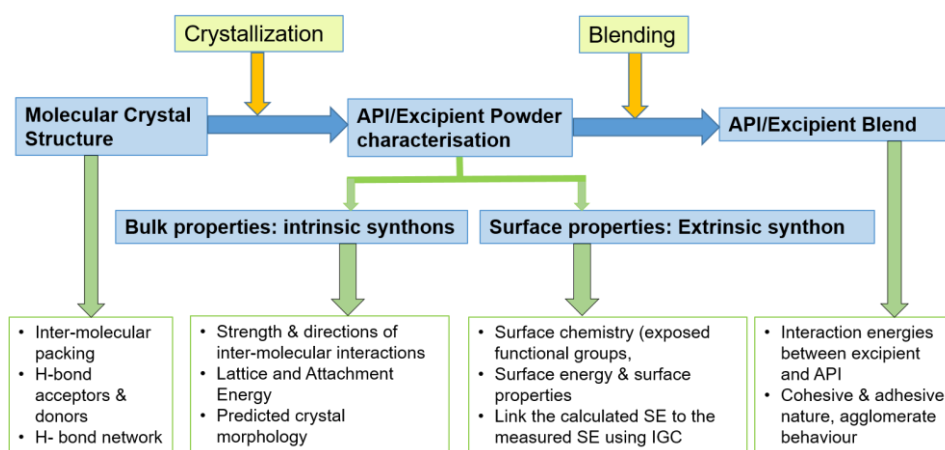 Crystallization
Blending
Molecular Crystal
Structure
API/Excipient Powder
characterisation
API/Excipient Blend
Bulk properties: intrinsic synthons
Surface properties: Extrinsic synthon
• Inter-molecular
packing
• H-bond
acceptors &
donors
• H- bond network
• Strength & directions of
inter-molecular interactions
• Lattice and Attachment
Energy
• Predicted crystal
morphology
• Surface chemistry (exposed
functional groups,
• Surface energy & surface
properties
• Link the calculated SE to the
measured SE using IGC
• Interaction energies
between excipient
and API
• Cohesive & adhesive
nature, agglomerate
behaviour